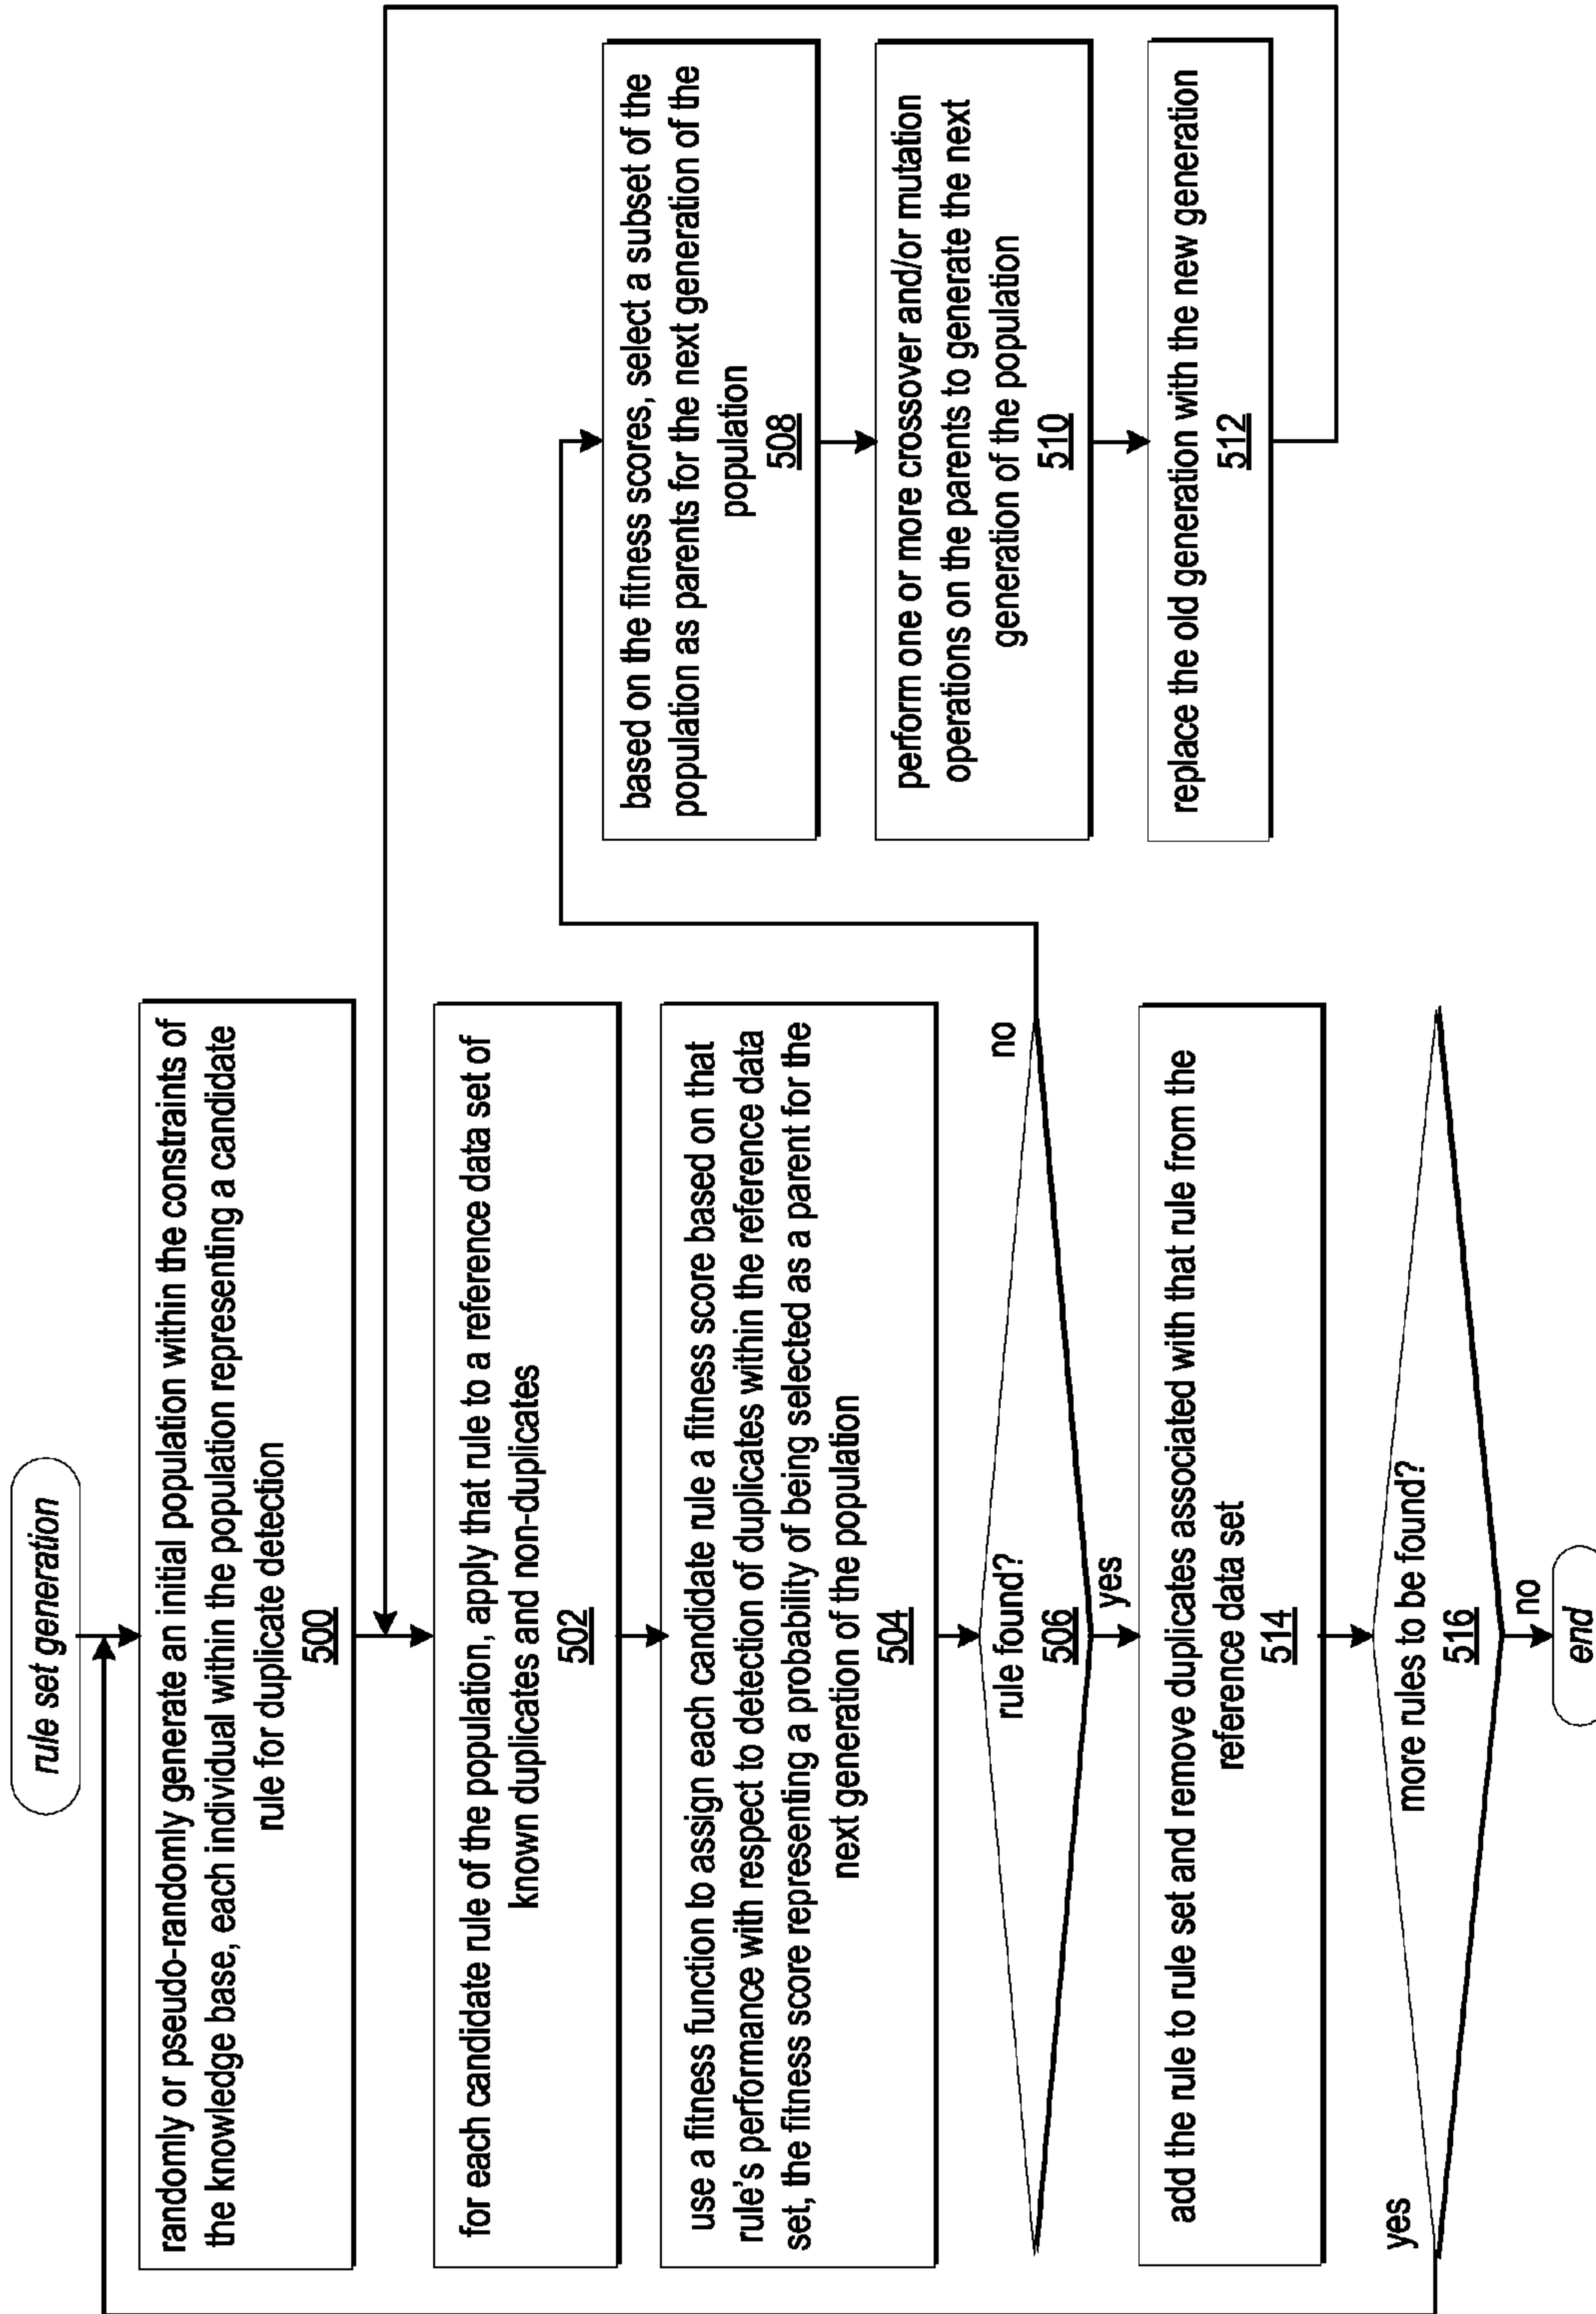 rule set generation
randomly or pseudo-randomly generate an initial population within the constraints of
the knowledge base, each individual within the population representing a candidate
rule for duplicate detection
500
for each candidate rule of the population, apply that rule to a reference data set of
known duplicates and non-duplicates
502
use a fitness function to assign each candidate rule a fitness score based on that
rule's performance with respect to detection of duplicates within the reference data
set, the fitness score representing a probability of being selected as a parent for the
next generation of the population
504
rule found?
506
no
yes
based on the fitness scores, select a subset of the
population as parents for the next generation of the
population
508
perform one or more crossover and/or mutation
operations on the parents to generate the next
generation of the population
510
replace the old generation with the new generation
512
add the rule to rule set and remove duplicates associated with that rule from the
reference data set
514
yes
more rules to be found?
516
no
end